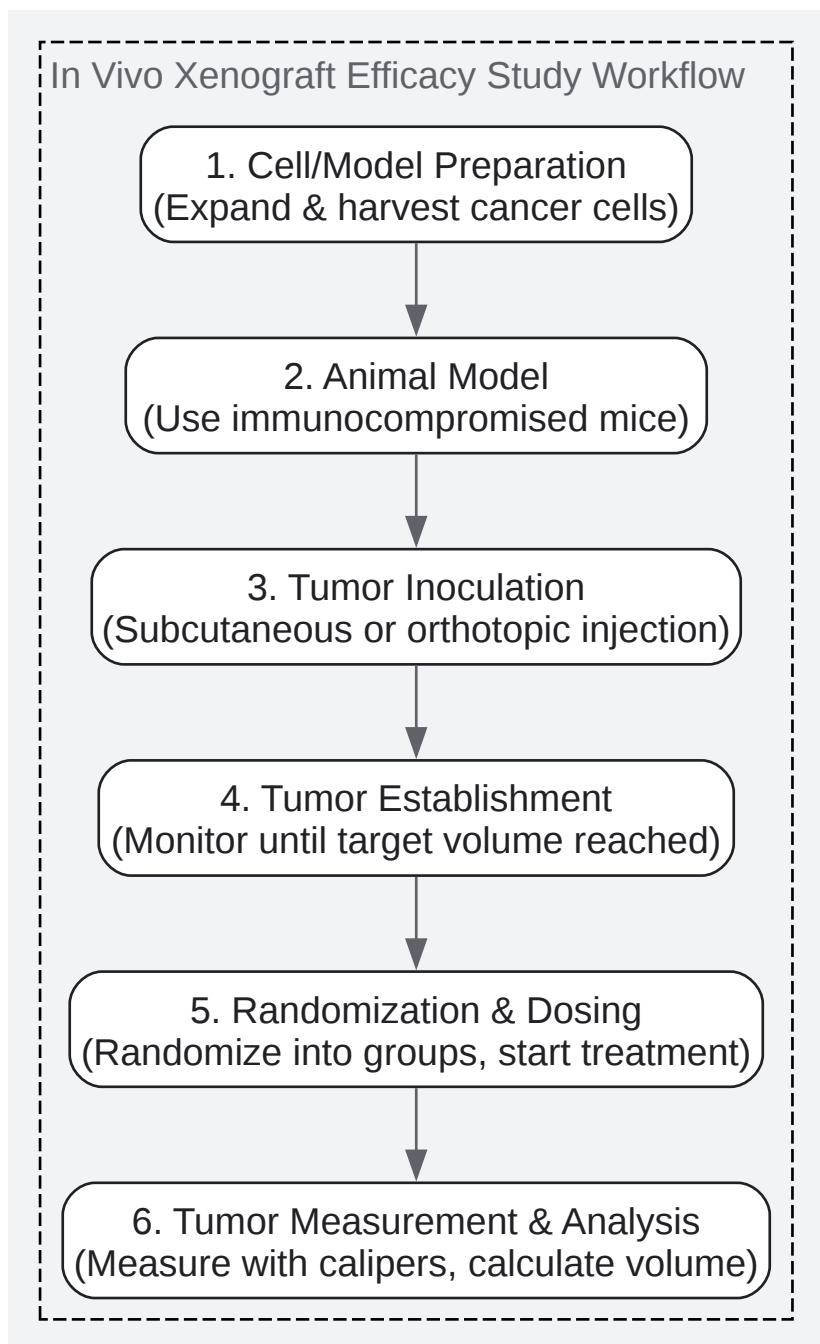 In Vivo Xenograft Efficacy Study Workflow
1. Cell/Model Preparation
(Expand & harvest cancer cells)
2. Animal Model
(Use immunocompromised mice)
3. Tumor Inoculation
(Subcutaneous or orthotopic injection)
4. Tumor Establishment
(Monitor until target volume reached)
5. Randomization & Dosing
(Randomize into groups, start treatment)
6. Tumor Measurement & Analysis
(Measure with calipers, calculate volume)